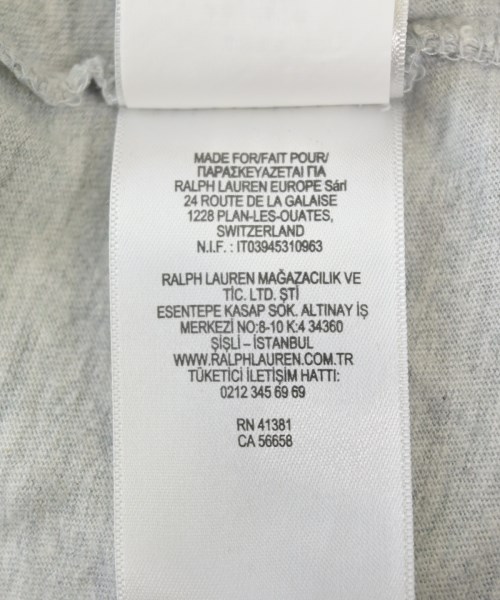 MADE FOR/FAIT POUR/
ΠΑΡΑΣΚΕΥΑΖΕΤΑΙ ΓΙΑ
RALPH LAUREN EUROPE Sárl
24 ROUTE DE LA GALAISE
1228 PLAN-LES-OUATES,
SWITZERLAND
N.I.F. : IT03945310963
RALPH LAUREN MAĞAZACILIK VE
TİC. LTD. ŞTİ
ESENTEPE KASAP SOK. ALTINAY İŞ
MERKEZİ NO:8-10 K:4 34360
ŞİŞLİ – İSTANBUL
WWW.RALPHLAUREN.COM.TR
TÜKETİCİ İLETİŞİM HATTI:
0212 345 69 69
RN 41381
CA 56658